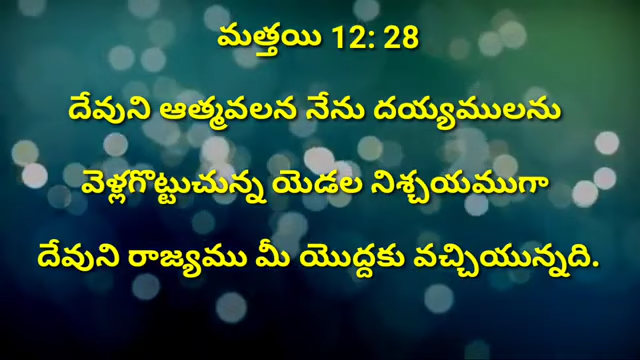 మత్తయి 12: 28
దేవుని ఆత్మవలన నేను దయ్యములను
వెళ్లగొట్టుచున్న యెడల నిశ్చయముగా
దేవుని రాజ్యము మీ యొద్దకు వచ్చియున్నది.